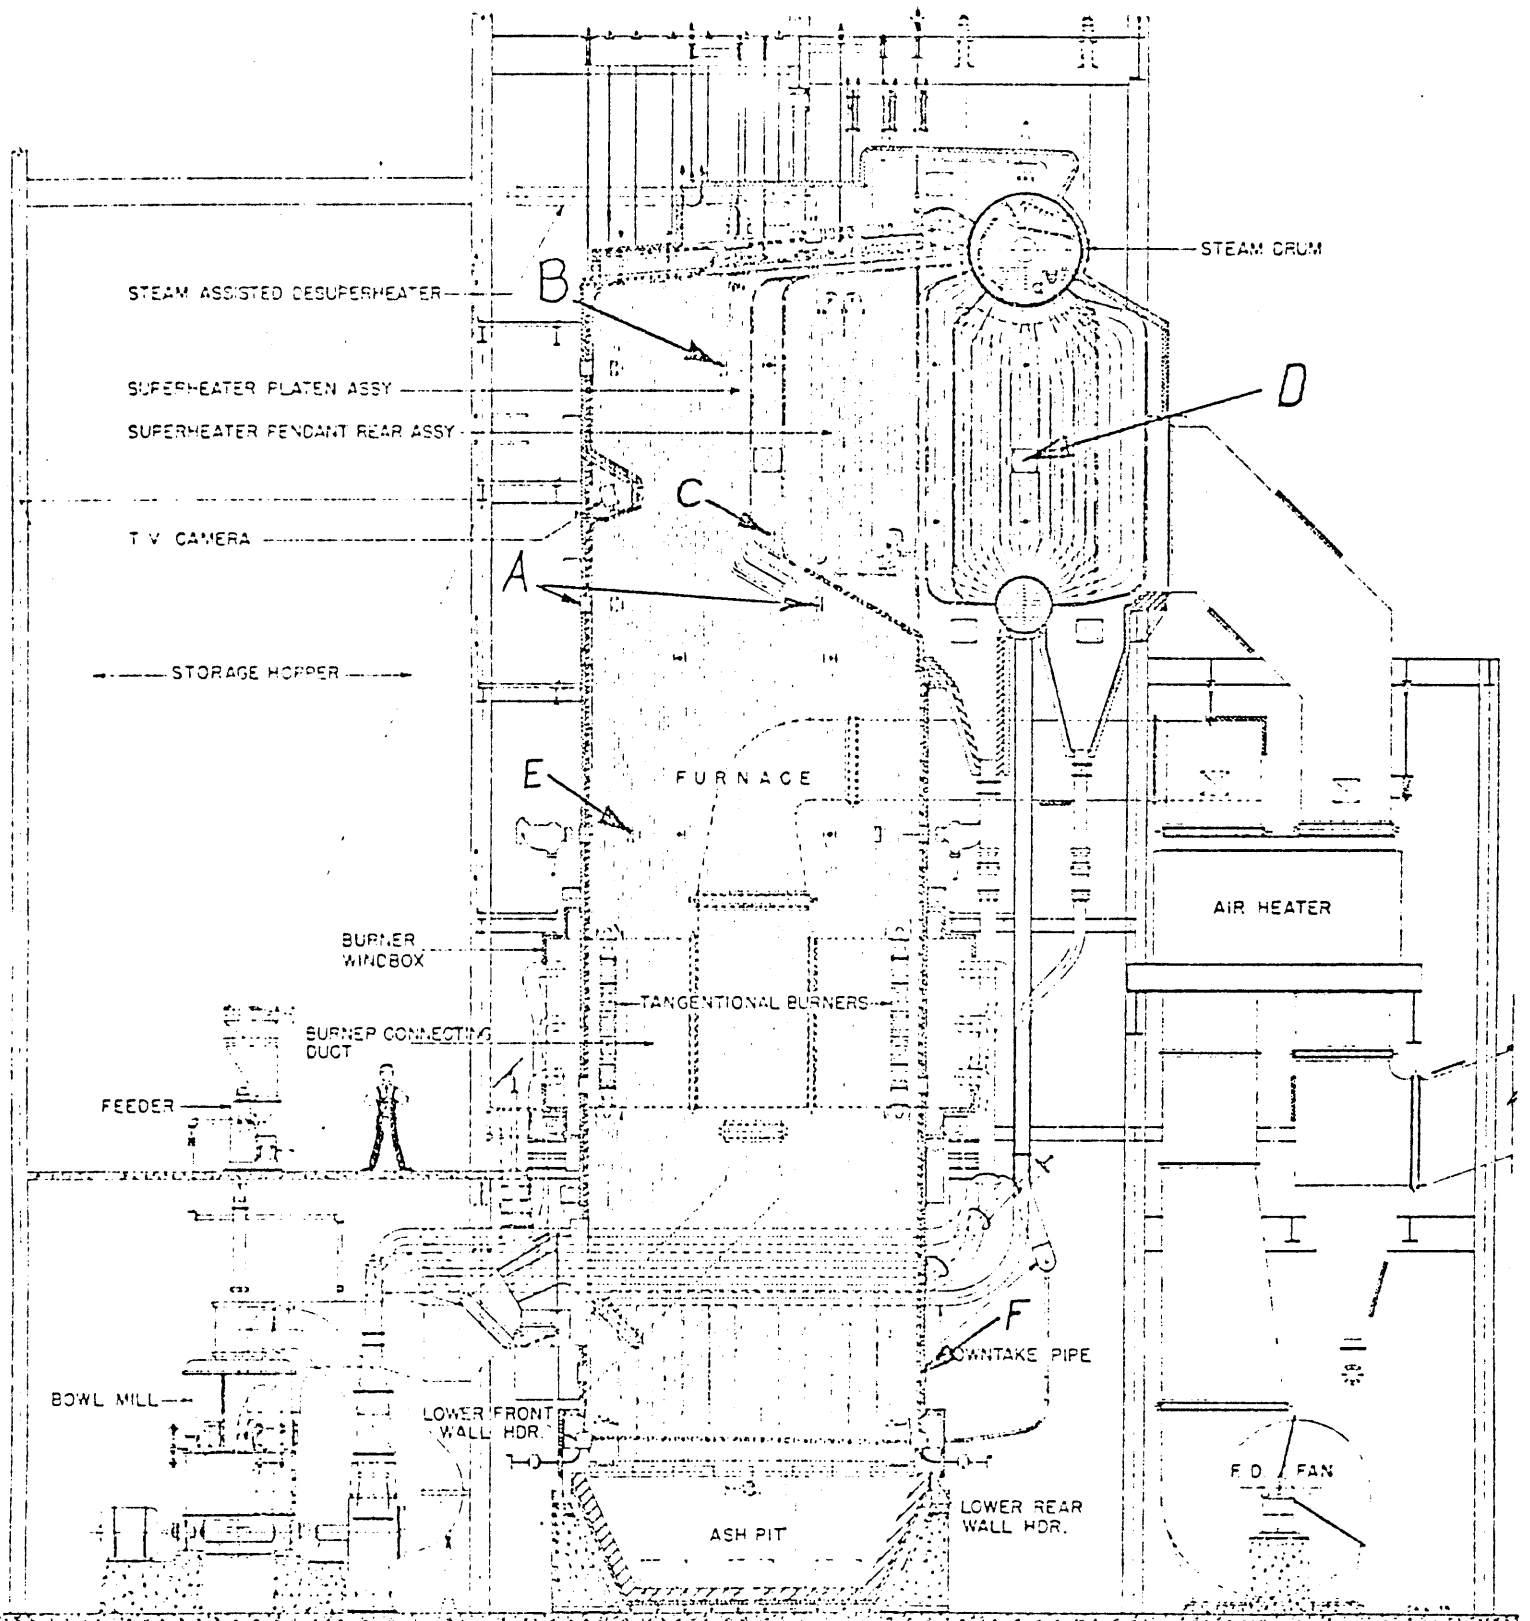 STEAM DRUM
STEAM ASSISTED DESUPERHEATER
B
SUPERHEATER PLATEN ASSY
D
SUPERHEATER PENDANT REAR ASSY
C
T.V. CAMERA
A
STORAGE HOPPER
E
FURNACE
AIR HEATER
BURNER
WINDBOX
TANGENTIONAL BURNERS
BURNER CONNECTING
DUCT
FEEDER
F
DOWNTAKE PIPE
BOWL MILL
LOWER FRONT
WALL HDR.
F.D. FAN
LOWER REAR
WALL HDR.
ASH PIT